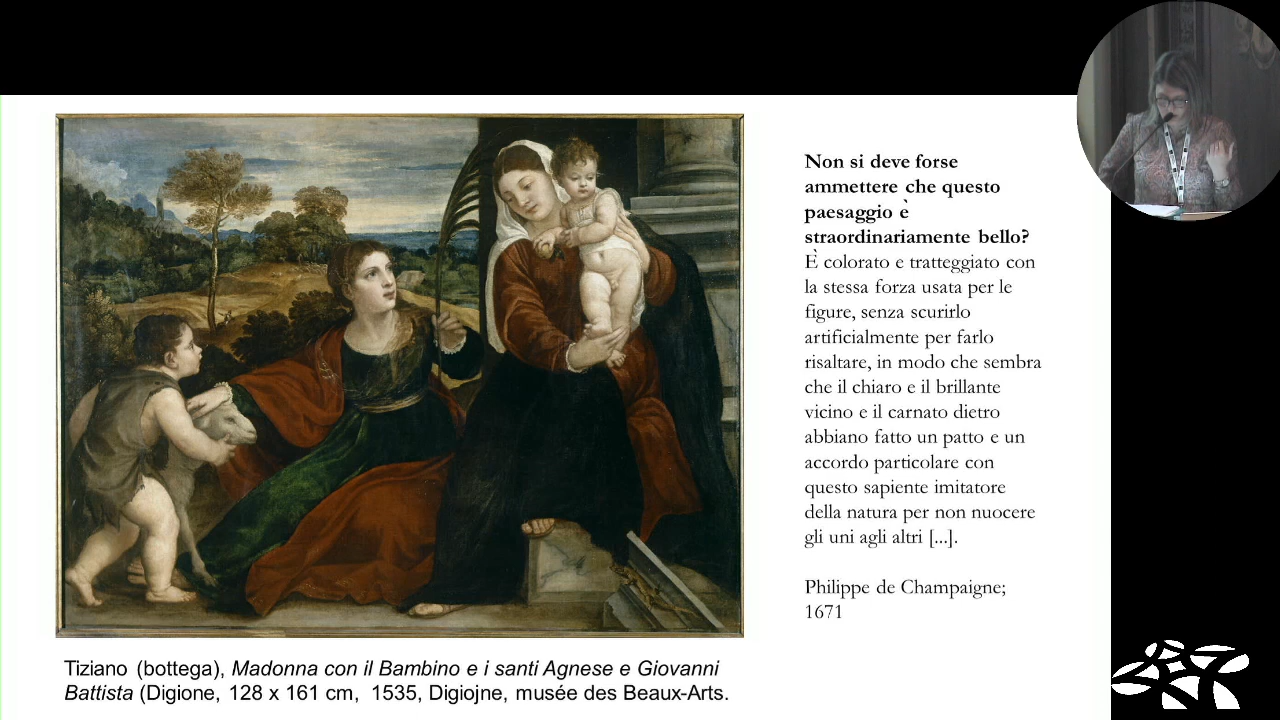 Non si deve forse
ammettere che questo
paesaggio è
straordinariamente bello?
È colorato e tratteggiato con
la stessa forza usata per le
figure, senza scurirlo
artificialmente per farlo
risaltare, in modo che sembra
che il chiaro e il brillante
vicino e il carnato dietro
abbiano fatto un patto e un
accordo particolare con
questo sapiente imitatore
della natura per non nuocere
gli uni agli altri [...].
Philippe de Champaigne;
1671
Tiziano (bottega), Madonna con il Bambino e i santi Agnese e Giovanni
Battista (Digione, 128 x 161 cm, 1535, Digiojne, musée des Beaux-Arts.